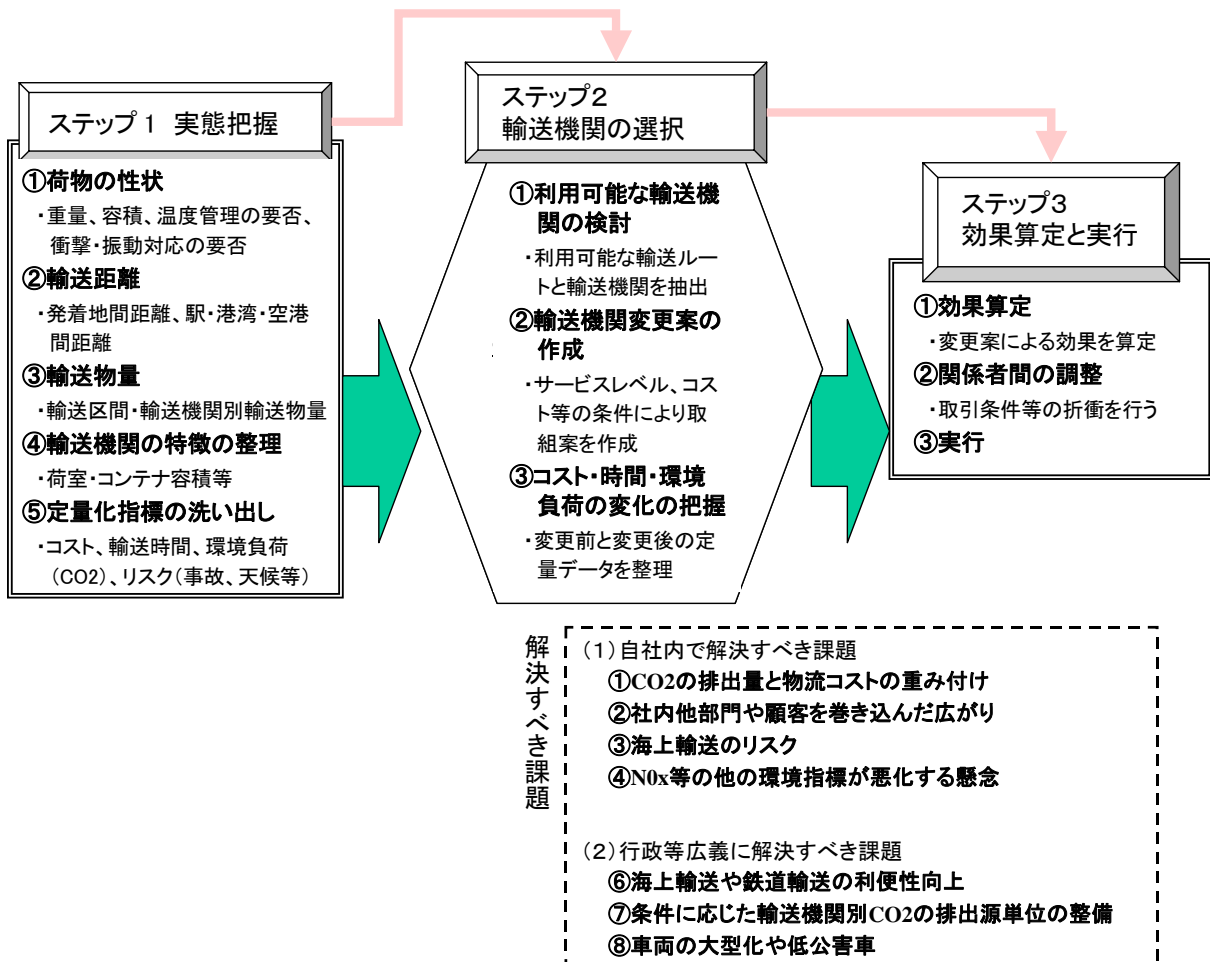 ステップ1 実態把握
①荷物の性状
・重量、容積、温度管理の要否、
衝撃・振動対応の要否
②輸送距離
・発着地間距離、駅・港湾・空港
間距離
③輸送物量
・輸送区間・輸送機関別輸送物量
④輸送機関の特徴の整理
・荷室・コンテナ容積等
⑤定量化指標の洗い出し
・コスト、輸送時間、環境負荷
(CO2)、リスク(事故、天候等)
ステップ2
輸送機関の選択
①利用可能な輸送機
関の検討
・利用可能な輸送ルー
トと輸送機関を抽出
②輸送機関変更案の
作成
・サービスレベル、コス
ト等の条件により取
組案を作成
③コスト・時間・環境
負荷の変化の把握
・変更前と変更後の定
量データを整理
ステップ3
効果算定と実行
①効果算定
・変更案による効果を算定
②関係者間の調整
・取引条件等の折衝を行う
③実行
解決すべき課題
(1)自社内で解決すべき課題
①CO2の排出量と物流コストの重み付け
②社内他部門や顧客を巻き込んだ広がり
③海上輸送のリスク
④N0x等の他の環境指標が悪化する懸念
(2)行政等広義に解決すべき課題
⑥海上輸送や鉄道輸送の利便性向上
⑦条件に応じた輸送機関別CO2の排出源単位の整備
⑧車両の大型化や低公害車